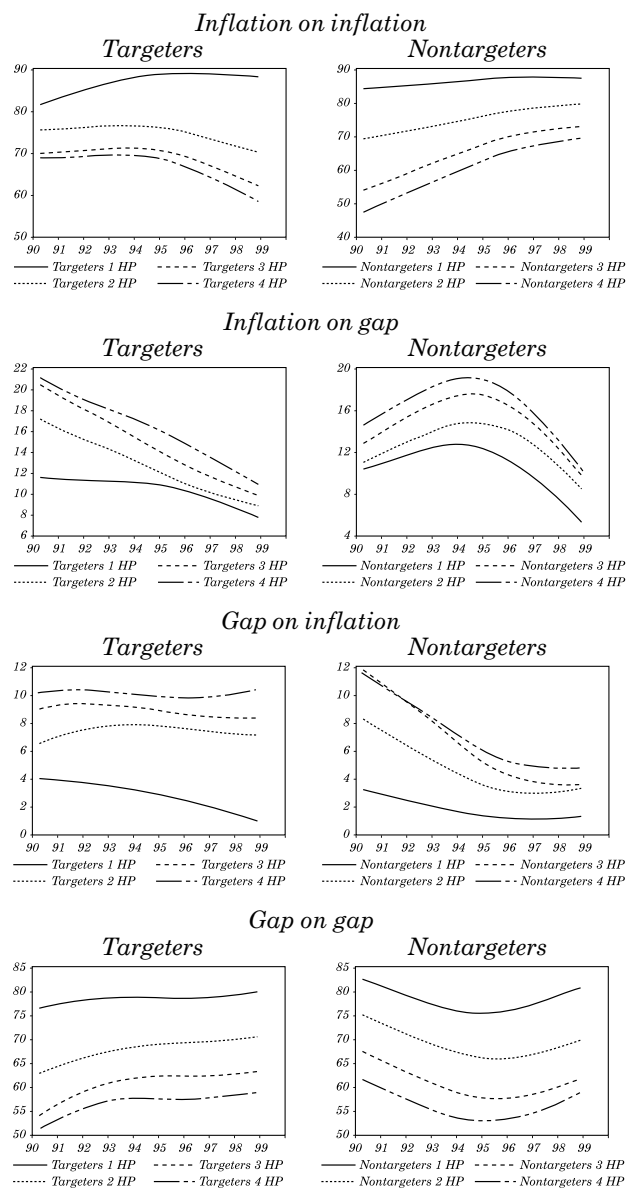 Inflation on inflation
Targeters Nontargeters
90 90
80 80
70 70
60 60
50
50 40
90 91 92 93 94 95 96 97 98 99 90 91 92 93 94 95 96 97 98 99
Targeters 1 HP Targeters 3 HP Nontargeters 1 HP Nontargeters 3 HP
Targeters 2 HP Targeters 4 HP Nontargeters 2 HP Nontargeters 4 HP
Inflation on gap
Targeters Nontargeters
22 20
20
18 16
16
14 12
12
10 8
8
6 4
90 91 92 93 94 95 96 97 98 99 90 91 92 93 94 95 96 97 98 99
Targeters 1 HP Targeters 3 HP Nontargeters 1 HP Nontargeters 3 HP
Targeters 2 HP Targeters 4 HP Nontargeters 2 HP Nontargeters 4 HP
Gap on inflation
Targeters Nontargeters
12 12
10 10
8 8
6 6
4 4
2 2
0 0
90 91 92 93 94 95 96 97 98 99 90 91 92 93 94 95 96 97 98 99
Targeters 1 HP Targeters 3 HP Nontargeters 1 HP Nontargeters 3 HP
Targeters 2 HP Targeters 4 HP Nontargeters 2 HP Nontargeters 4 HP
Gap on gap
Targeters Nontargeters
85 85
80 80
75 75
70 70
65 65
60 60
55 55
50 50
90 91 92 93 94 95 96 97 98 99 90 91 92 93 94 95 96 97 98 99
Targeters 1 HP Targeters 3 HP Nontargeters 1 HP Nontargeters 3 HP
Targeters 2 HP Targeters 4 HP Nontargeters 2 HP Nontargeters 4 HP